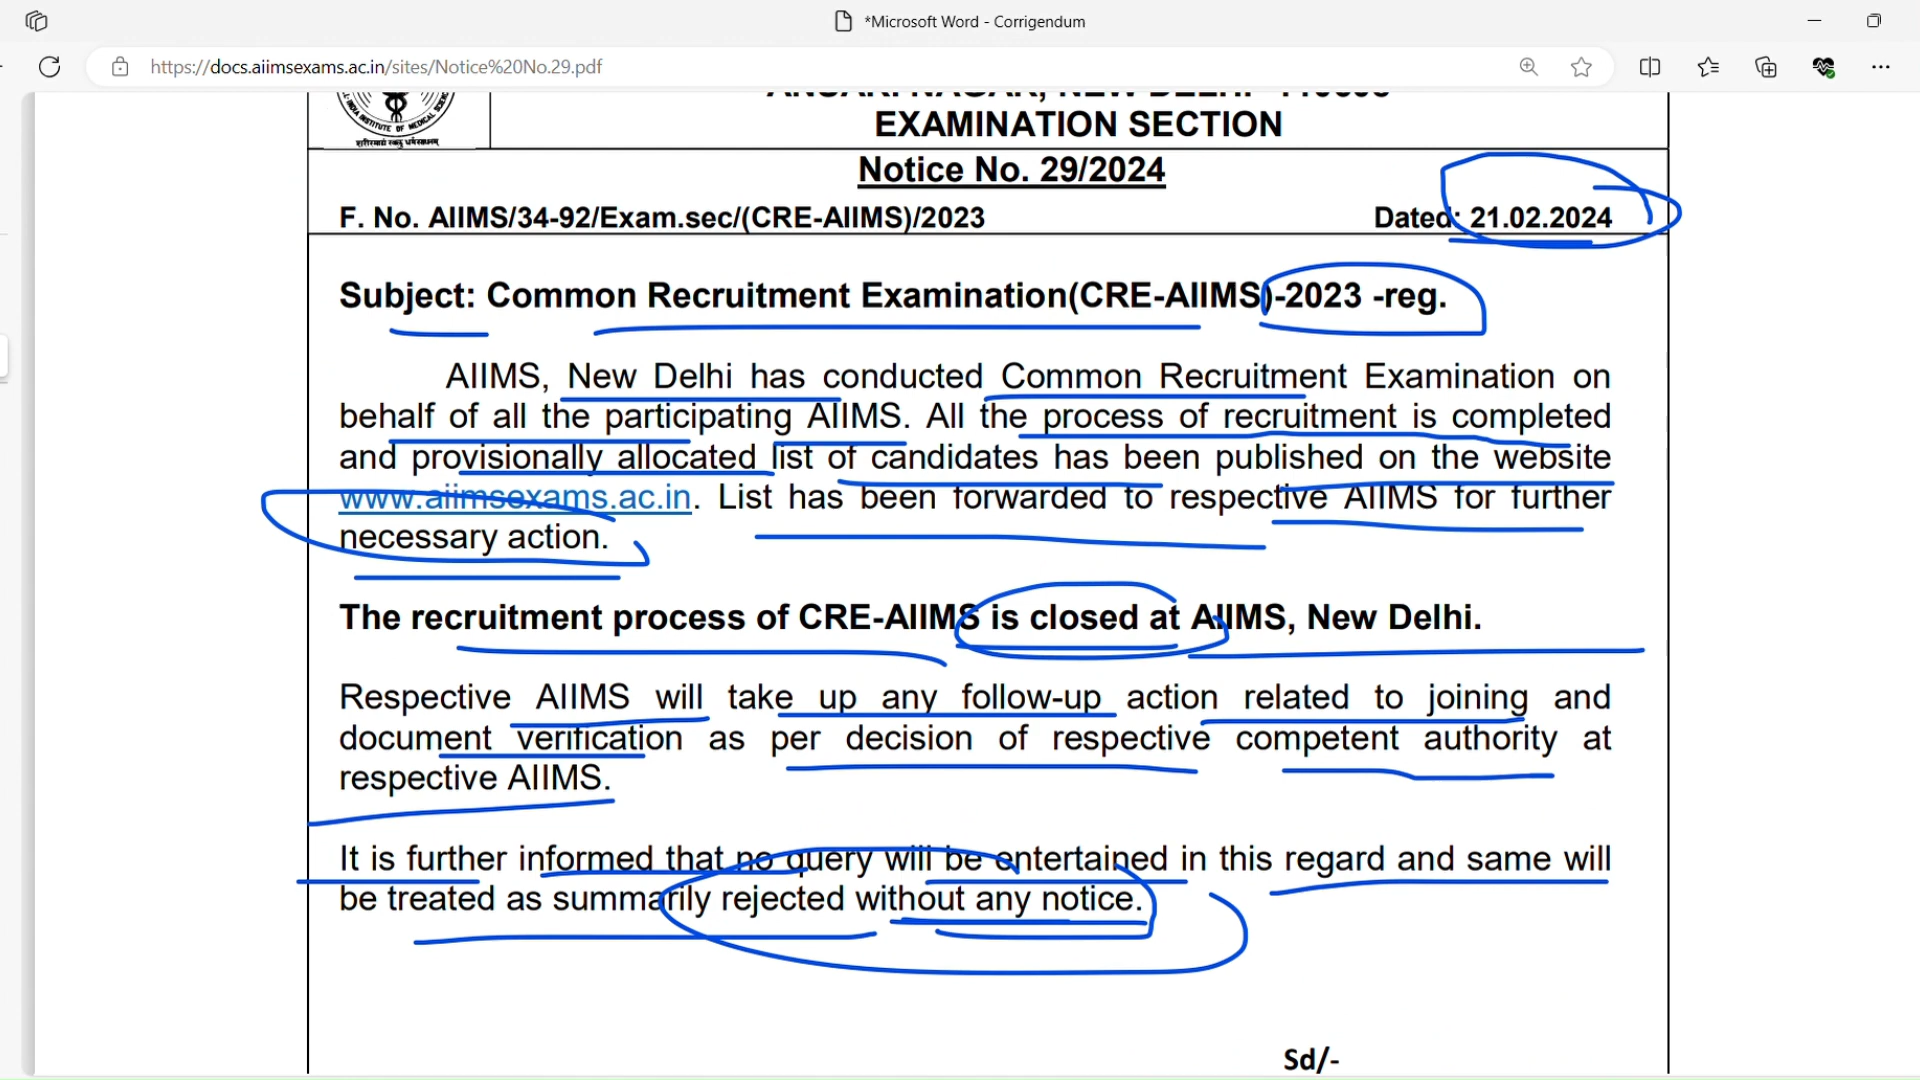 *Microsoft Word - Corrigendum
https://docs.aiimsexams.ac.in/sites/Notice%20No.29.pdf
INSTITUTE OF MEDICAL
EXAMINATION SECTION
Notice No. 29/2024
F. No. AIIMS/34-92/Exam.sec/(CRE-AIIMS)/2023 Dated: 21.02.2024
Subject: Common Recruitment Examination(CRE-AIIMS)-2023 -reg.
AIIMS, New Delhi has conducted Common Recruitment Examination on
behalf of all the participating AIIMS. All the process of recruitment is completed
and provisionally allocated list of candidates has been published on the website
www.aiimsexams.ac.in. List has been forwarded to respective AIIMS for further
necessary action.
The recruitment process of CRE-AIIMS is closed at AIIMS, New Delhi.
Respective AIIMS will take up any follow-up action related to joining and
document verification as per decision of respective competent authority at
respective AIIMS.
It is further informed that no query will be entertained in this regard and same will
be treated as summarily rejected without any notice.
Sd/-